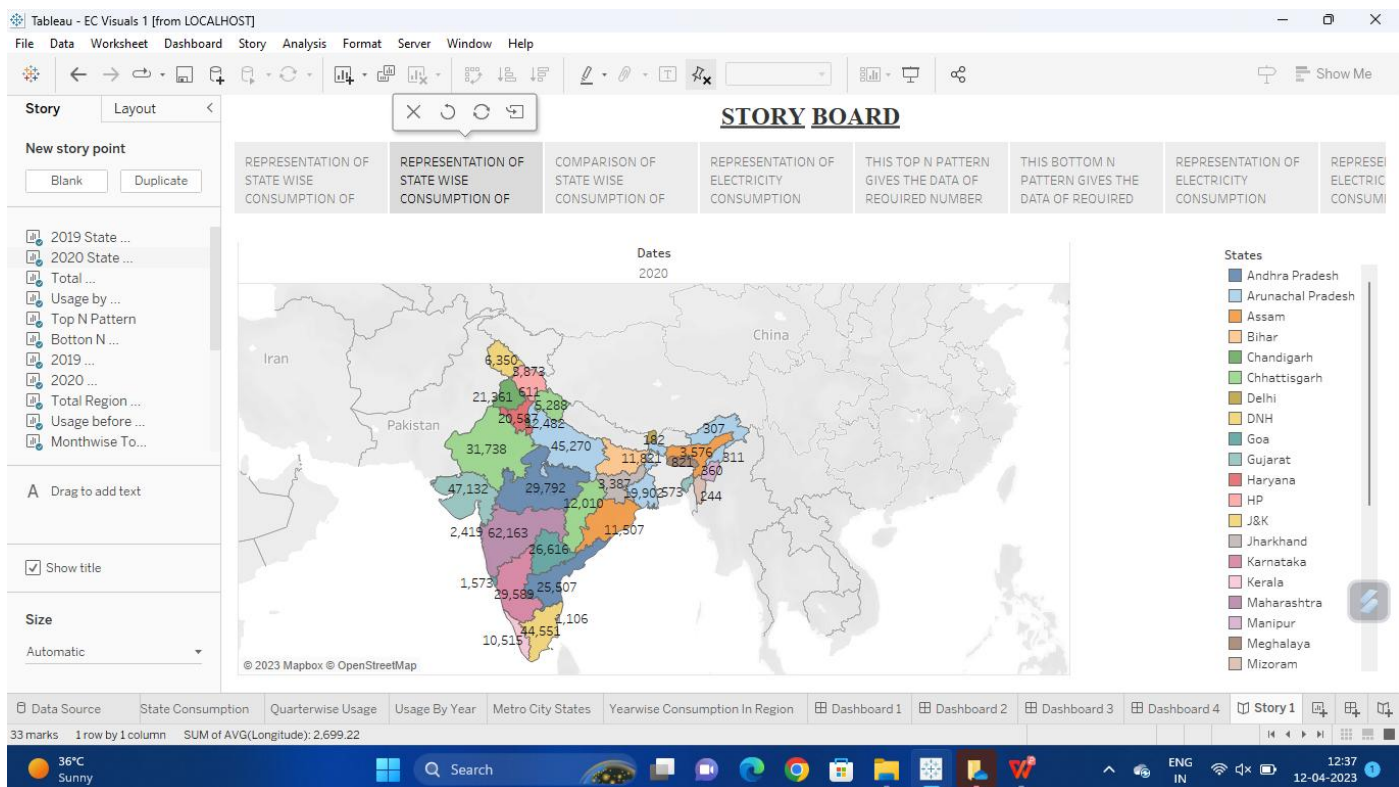 Tableau - EC Visuals 1 [from LOCALHOST]
File Data Worksheet Dashboard Story Analysis Format Server Window Help
Show Me
Story Layout
New story point
Blank Duplicate
2019 State ...
2020 State ...
Total ...
Usage by ...
Top N Pattern
Botton N ...
2019 ...
2020 ...
Total Region ...
Usage before ...
Monthwise To...
A Drag to add text
Show title
Size
Automatic
STORY BOARD
REPRESENTATION OF
STATE WISE
CONSUMPTION OF
REPRESENTATION OF
STATE WISE
CONSUMPTION OF
COMPARISON OF
STATE WISE
CONSUMPTION OF
REPRESENTATION OF
ELECTRICITY
CONSUMPTION
THIS TOP N PATTERN
GIVES THE DATA OF
REQUIRED NUMBER
THIS BOTTOM N
PATTERN GIVES THE
DATA OF REQUIRED
REPRESENTATION OF
ELECTRICITY
CONSUMPTION
REPRESE
ELECTRIC
CONSUM
Dates
2020
Iran
China
Pakistan
6,350
3,873
21,361
611
5,288
20,587
12,482
31,738
45,270
182
307
11,821
3,576
821
311
360
47,132
29,792
3,387
19,902
573
244
12,010
2,419
62,163
11,507
26,616
1,573
29,589
25,507
1,106
44,551
10,515
© 2023 Mapbox © OpenStreetMap
States
Andhra Pradesh
Arunachal Pradesh
Assam
Bihar
Chandigarh
Chhattisgarh
Delhi
DNH
Goa
Gujarat
Haryana
HP
J&K
Jharkhand
Karnataka
Kerala
Maharashtra
Manipur
Meghalaya
Mizoram
Data Source State Consumption Quarterwise Usage Usage By Year Metro City States Yearwise Consumption In Region Dashboard 1 Dashboard 2 Dashboard 3 Dashboard 4 Story 1
33 marks 1 row by 1 column SUM of AVG(Longitude): 2,699.22
36°C
Sunny
Search
ENG
IN
12:37
12-04-2023
1